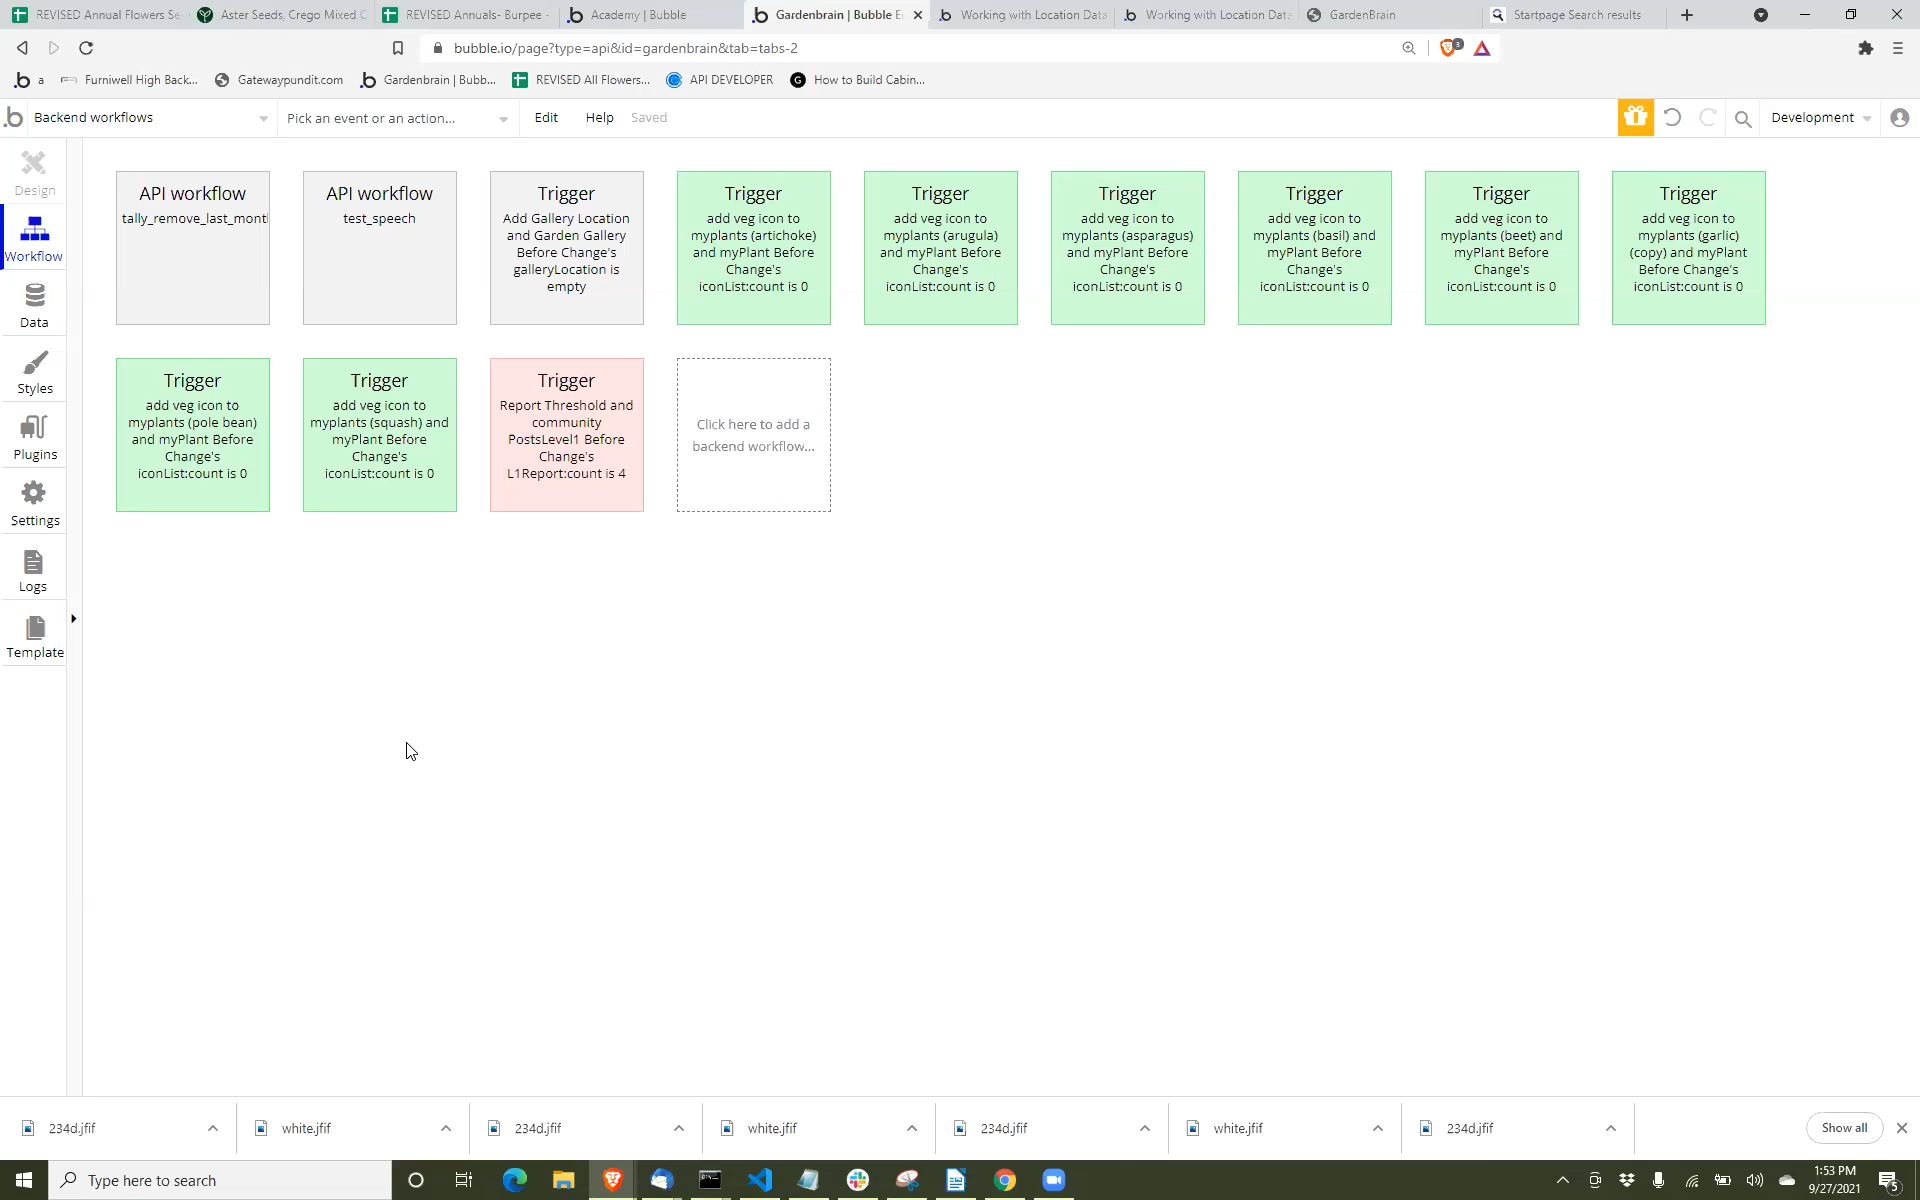 REVISED Annual Flowers Se
Aster Seeds, Crego Mixed C
REVISED Annuals- Burpee -
Academy | Bubble
Gardenbrain | Bubble E
Working with Location Data
Working with Location Data
GardenBrain
Startpage Search results
bubble.io/page?type=api&id=gardenbrain&tab=tabs-2
3
a
Furniwell High Back...
Gatewaypundit.com
Gardenbrain | Bubb...
REVISED All Flowers...
API DEVELOPER
How to Build Cabin...
Backend workflows
Pick an event or an action...
Edit
Help
Saved
Development
Design
Workflow
Data
Styles
Plugins
Settings
Logs
Template
API workflow
tally_remove_last_mont
API workflow
test_speech
Trigger
Add Gallery Location
and Garden Gallery
Before Change's
galleryLocation is
empty
Trigger
add veg icon to
myplants (artichoke)
and myPlant Before
Change's
iconList:count is 0
Trigger
add veg icon to
myplants (arugula)
and myPlant Before
Change's
iconList:count is 0
Trigger
add veg icon to
myplants (asparagus)
and myPlant Before
Change's
iconList:count is 0
Trigger
add veg icon to
myplants (basil) and
myPlant Before
Change's
iconList:count is 0
Trigger
add veg icon to
myplants (beet) and
myPlant Before
Change's
iconList:count is 0
Trigger
add veg icon to
myplants (garlic)
(copy) and myPlant
Before Change's
iconList:count is 0
Trigger
add veg icon to
myplants (pole bean)
and myPlant Before
Change's
iconList:count is 0
Trigger
add veg icon to
myplants (squash) and
myPlant Before
Change's
iconList:count is 0
Trigger
Report Threshold and
community
PostsLevel1 Before
Change's
L1Report:count is 4
Click here to add a
backend workflow...
234d.jfif
white.jfif
234d.jfif
white.jfif
234d.jfif
white.jfif
234d.jfif
Show all
Type here to search
1:53 PM
9/27/2021
5